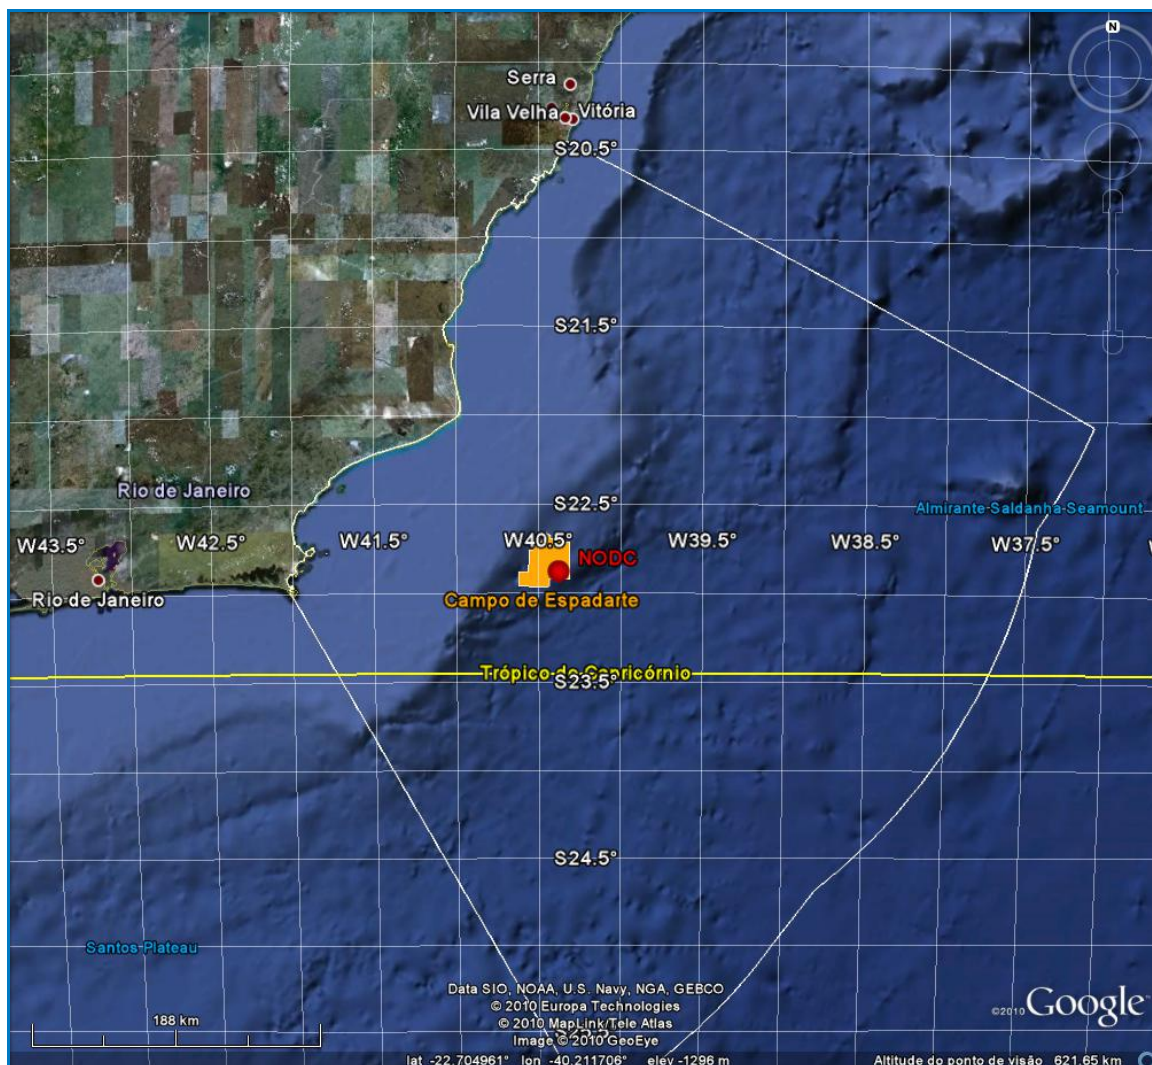 N
Serra
Vila Velha
Vitória
S20.5°
S21.5°
Rio de Janeiro
S22.5°
Almirante Saldanha Seamount
W43.5°
W42.5°
W41.5°
W40.5°
W39.5°
W38.5°
W37.5°
NODC
Rio de Janeiro
Campo de Espadarte
Trópico de Capricórnio
S23.5°
S24.5°
Santos Plateau
Data SIO, NOAA, U.S. Navy, NGA, GEBCO
© 2010 Europa Technologies
© 2010 MapLink/Tele Atlas
Image © 2010 GeoEye
©2010 Google
188 km
lat -22.704961° lon -40.211706° elev -1296 m
Altitude do ponto de visão 621.65 km